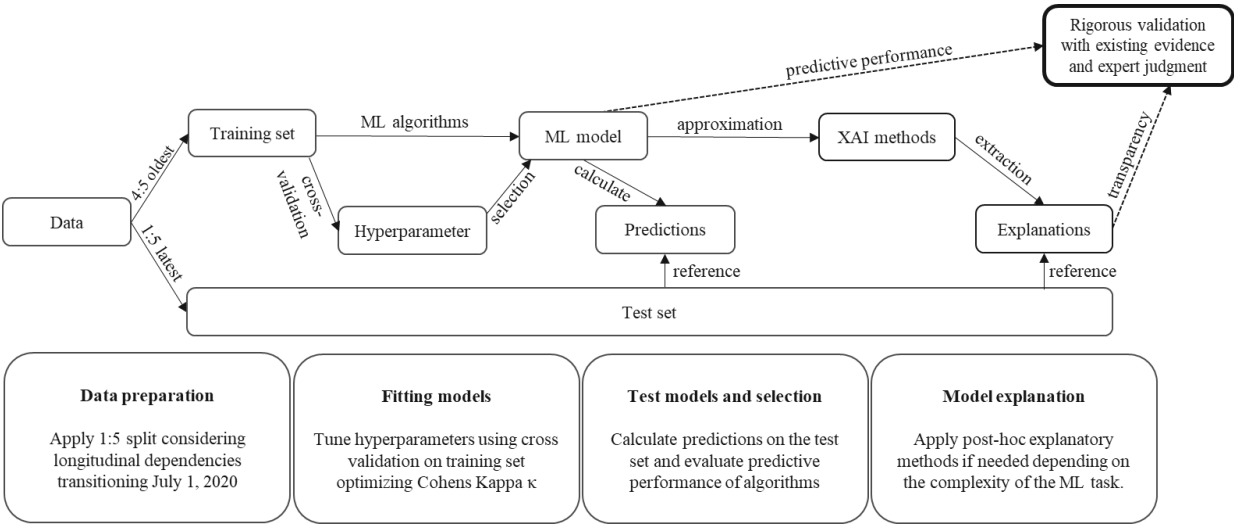 Rigorous validation
with existing evidence
and expert judgment
predictive performance
Training set
ML algorithms
ML model
approximation
XAI methods
4:5 oldest
cross-
validation
selection
calculate
extraction
transparency
Data
Hyperparameter
Predictions
Explanations
1:5 latest
reference
reference
Test set
Data preparation
Apply 1:5 split considering
longitudinal dependencies
transitioning July 1, 2020
Fitting models
Tune hyperparameters using cross
validation on training set
optimizing Cohens Kappa κ
Test models and selection
Calculate predictions on the test
set and evaluate predictive
performance of algorithms
Model explanation
Apply post-hoc explanatory
methods if needed depending on
the complexity of the ML task.